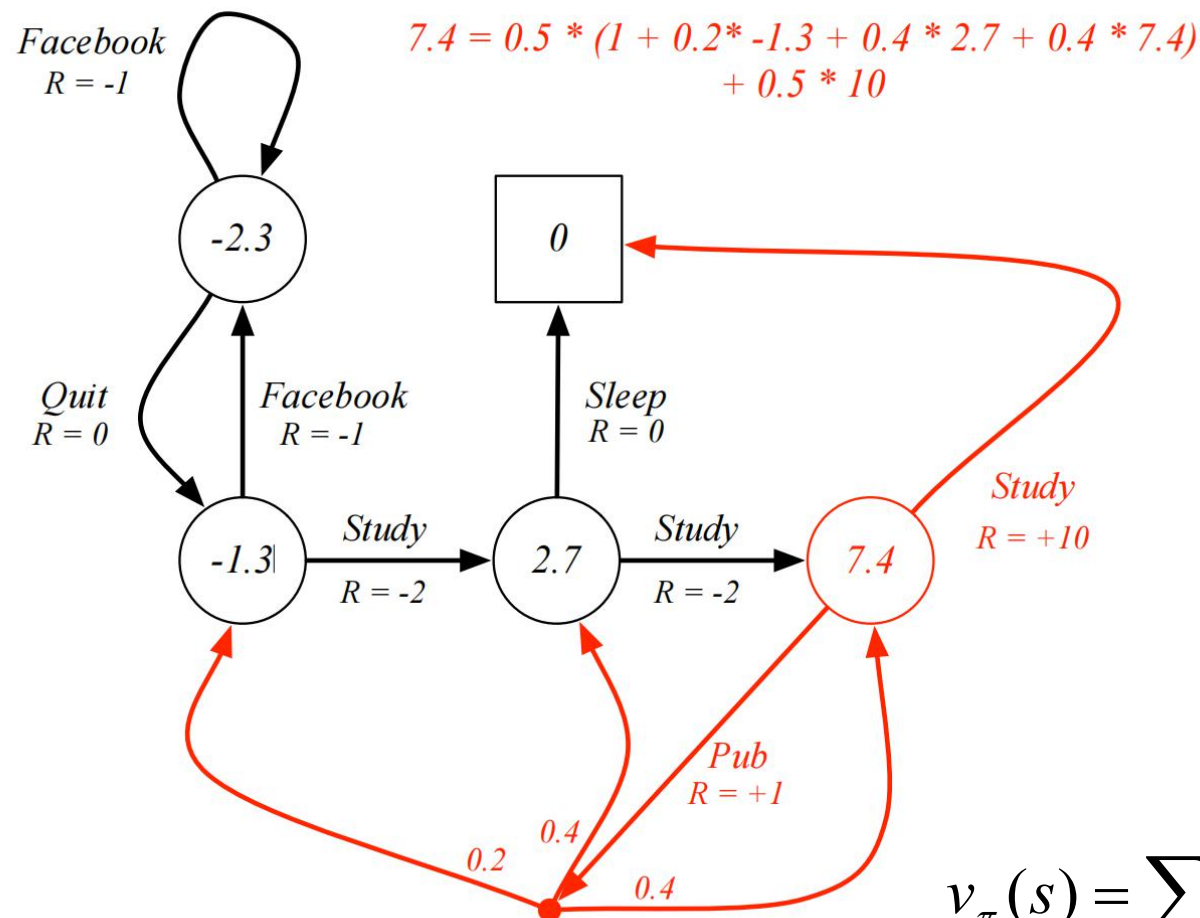 Facebook
R = -1
7.4 = 0.5 * (1 + 0.2* -1.3 + 0.4 * 2.7 + 0.4 * 7.4)
+ 0.5 * 10
-2.3
0
Quit
R = 0
Facebook
R = -1
Sleep
R = 0
Study
R = +10
-1.3
Study
R = -2
2.7
Study
R = -2
7.4
Pub
R = +1
0.2
0.4
0.4
v_π(s) = ∑